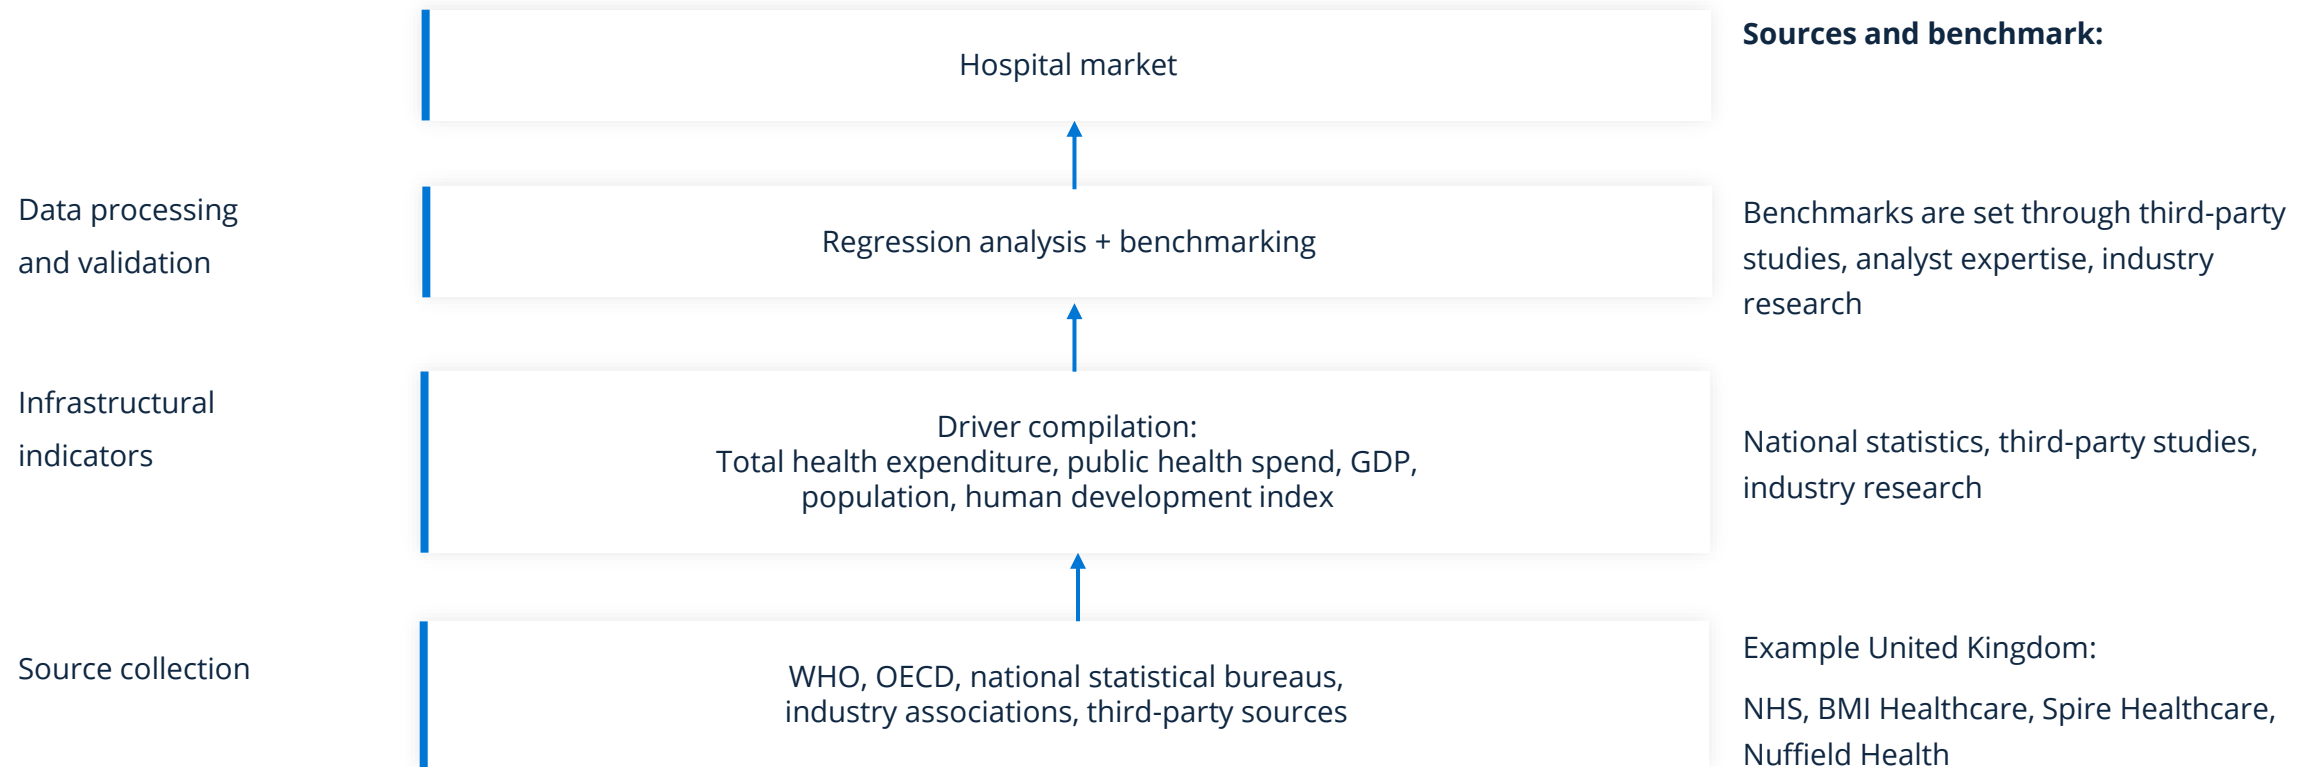 Hospital market
Sources and benchmark:
Data processing
and validation
Regression analysis + benchmarking
Benchmarks are set through third-party
studies, analyst expertise, industry
research
Infrastructural
indicators
Driver compilation:
Total health expenditure, public health spend, GDP,
population, human development index
National statistics, third-party studies,
industry research
Source collection
WHO, OECD, national statistical bureaus,
industry associations, third-party sources
Example United Kingdom:
NHS, BMI Healthcare, Spire Healthcare,
Nuffield Health